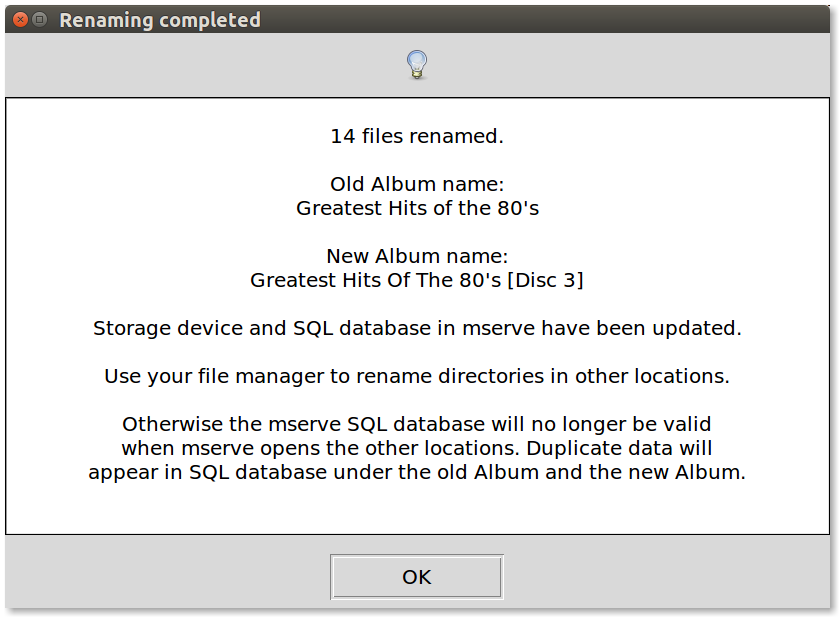 Renaming completed
14 files renamed.
Old Album name:
Greatest Hits of the 80's
New Album name:
Greatest Hits Of The 80's [Disc 3]
Storage device and SQL database in mserve have been updated.
Use your file manager to rename directories in other locations.
Otherwise the mserve SQL database will no longer be valid
when mserve opens the other locations. Duplicate data will
appear in SQL database under the old Album and the new Album.
OK